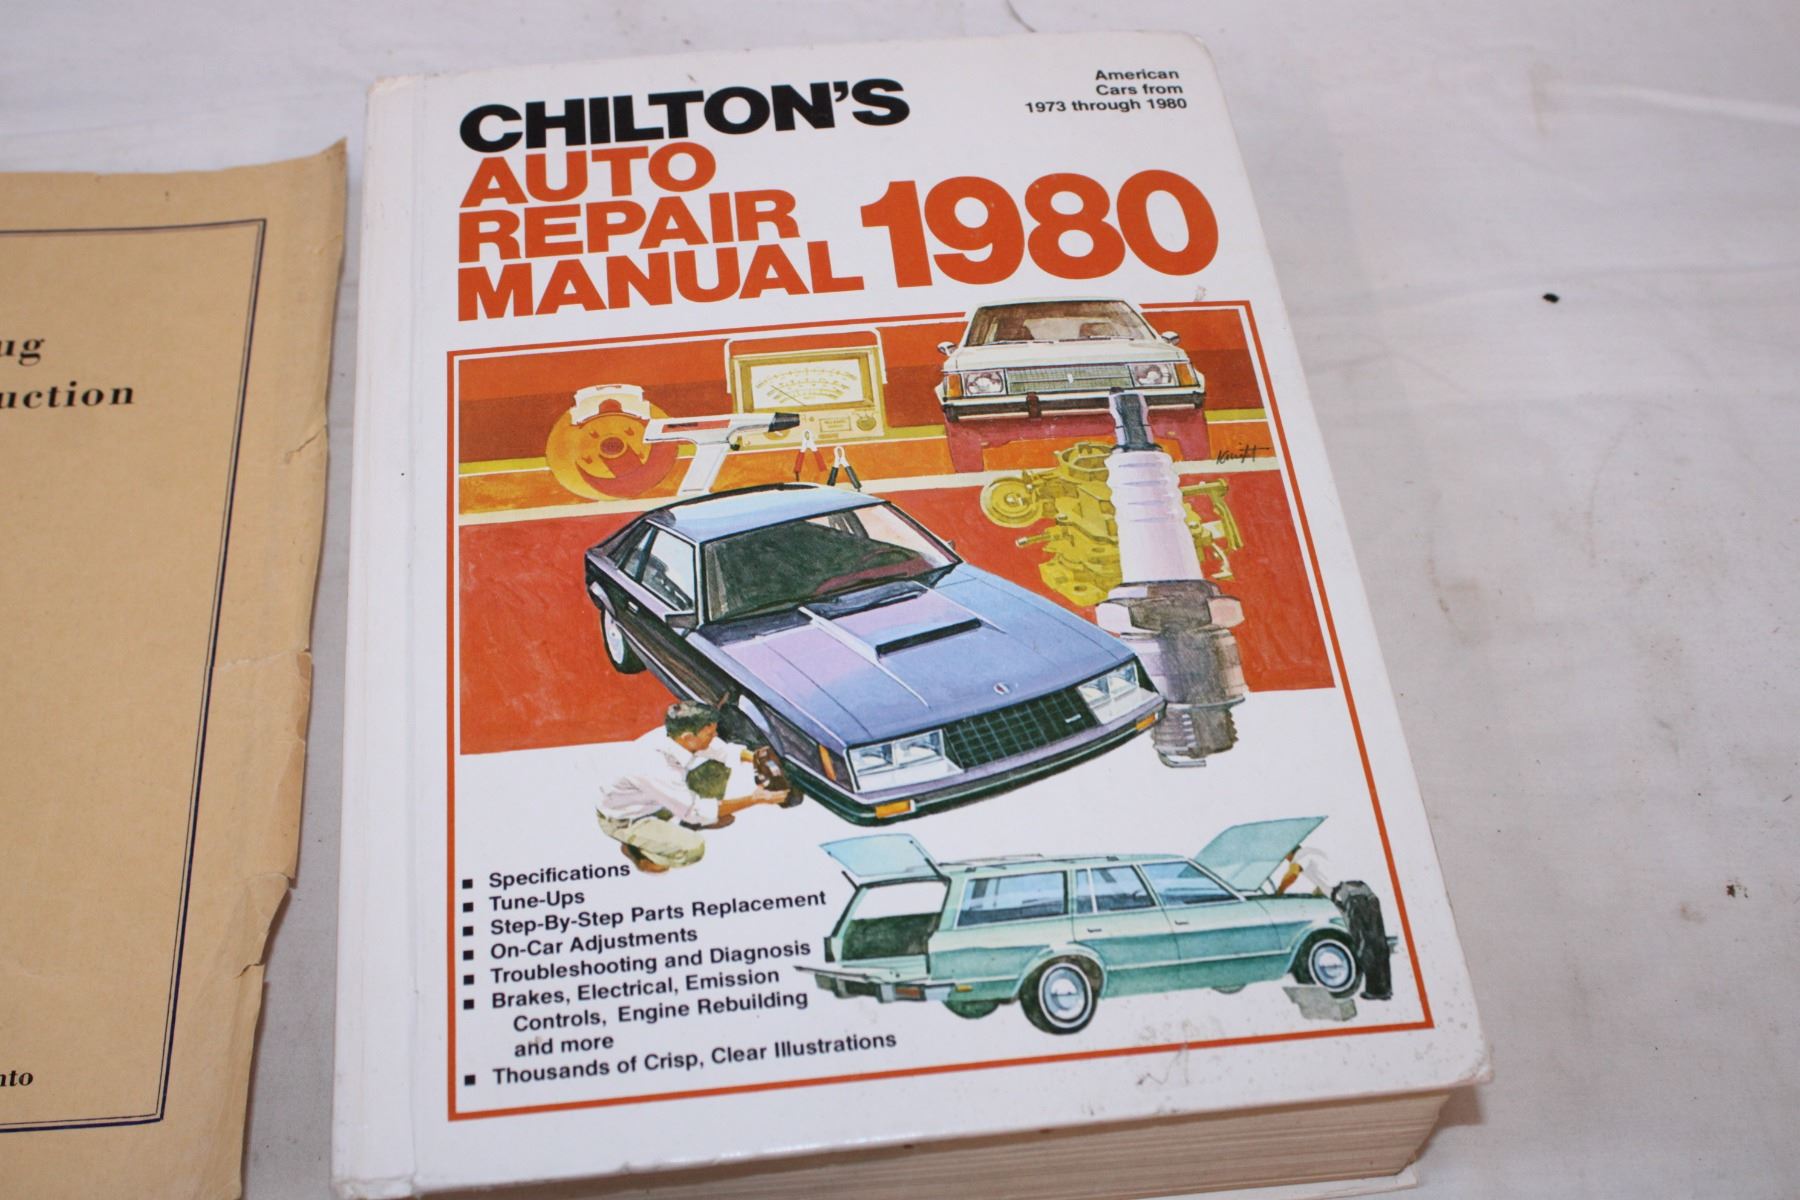 CHILTON'S
AUTO
REPAIR
MANUAL 1980
American
Cars from
1973 through 1980
▪ Specifications
▪ Tune-Ups
▪ Step-By-Step Parts Replacement
▪ On-Car Adjustments
▪ Troubleshooting and Diagnosis
▪ Brakes, Electrical, Emission
Controls, Engine Rebuilding
and more
▪ Thousands of Crisp, Clear Illustrations
ug
uction
nto